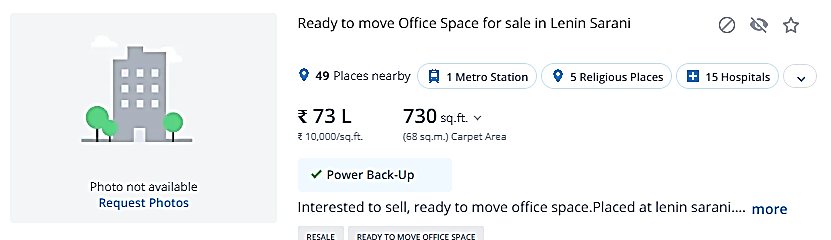 Ready to move Office Space for sale in Lenin Sarani
49 Places nearby
1 Metro Station
5 Religious Places
15 Hospitals
₹ 73 L
₹ 10,000/sq.ft.
730 sq.ft.
(68 sq.m.) Carpet Area
Power Back-Up
Photo not available
Request Photos
Interested to sell, ready to move office space.Placed at lenin sarani.... more
RESALE
READY TO MOVE OFFICE SPACE